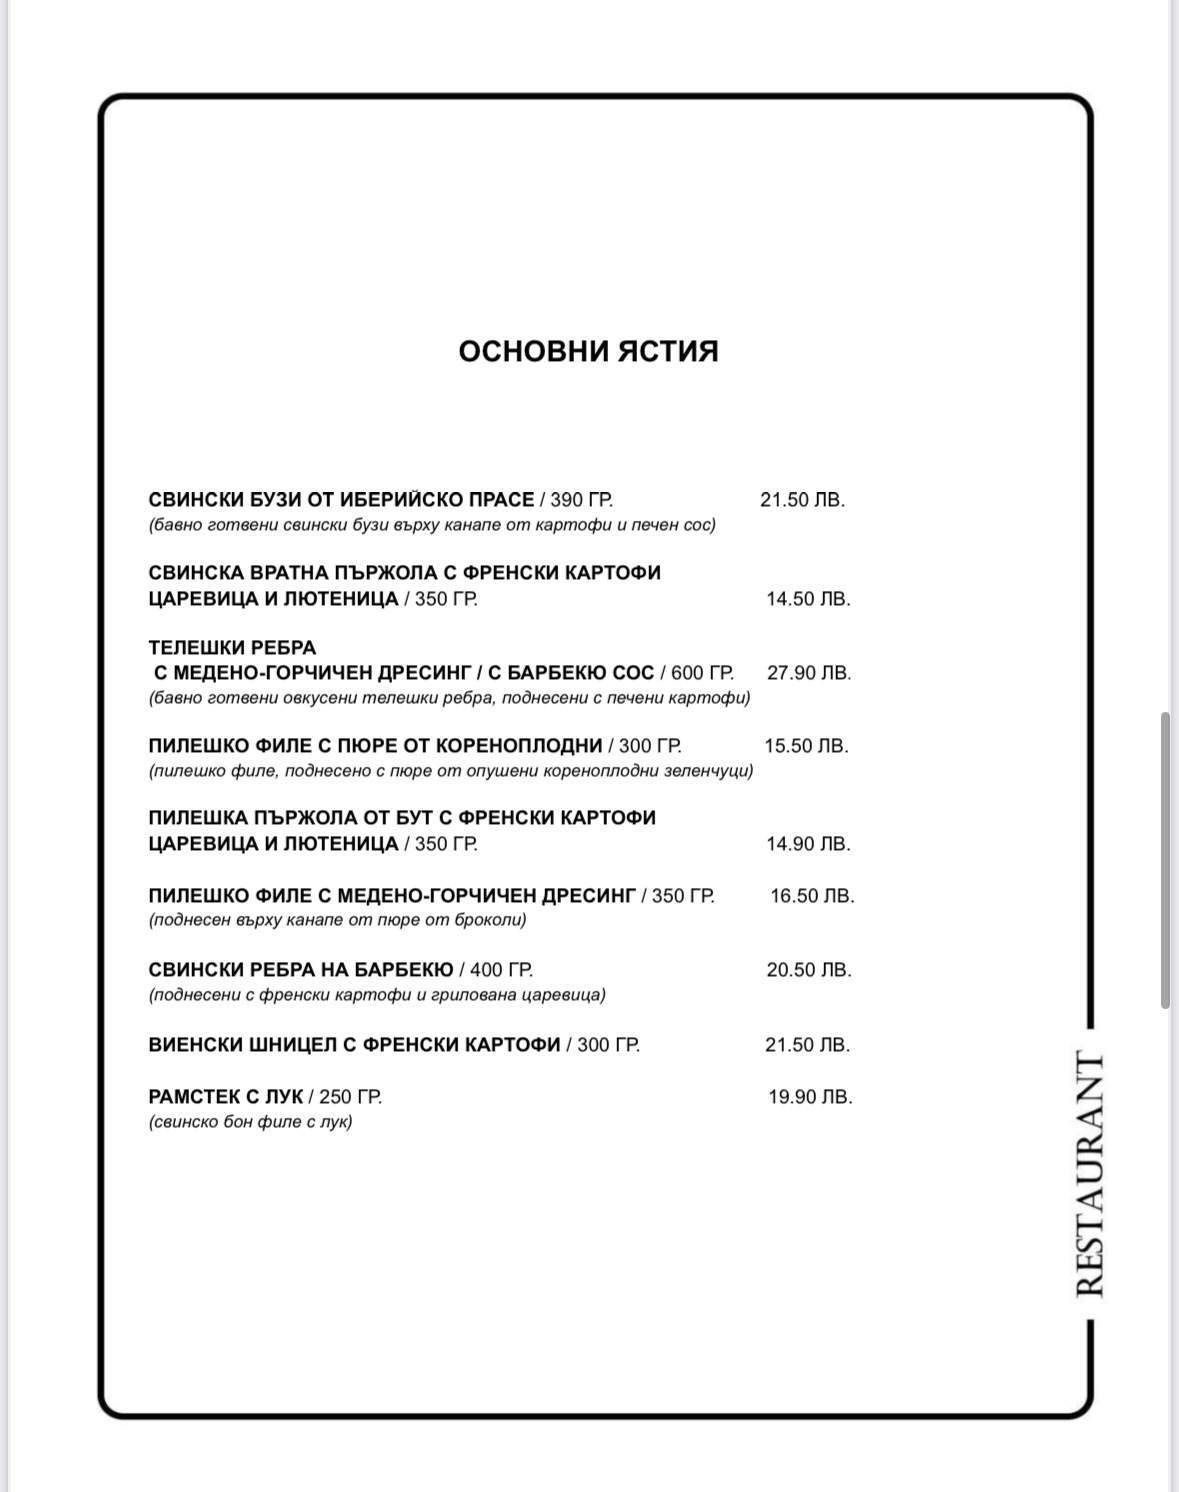 ОСНОВНИ ЯСТИЯ
СВИНСКИ БУЗИ ОТ ИБЕРИЙСКО ПРАСЕ / 390 ГР. 21.50 ЛВ.
(бавно готвени свински бузи върху канапе от картофи и печен сос)
СВИНСКА ВРАТНА ПЪРЖОЛА С ФРЕНСКИ КАРТОФИ
ЦАРЕВИЦА И ЛЮТЕНИЦА / 350 ГР. 14.50 ЛВ.
ТЕЛЕШКИ РЕБРА
С МЕДЕНО-ГОРЧИЧЕН ДРЕСИНГ / С БАРБЕКЮ СОС / 600 ГР. 27.90 ЛВ.
(бавно готвени овкусени телешки ребра, поднесени с печени картофи)
ПИЛЕШКО ФИЛЕ С ПЮРЕ ОТ КОРЕНОПЛОДНИ / 300 ГР. 15.50 ЛВ.
(пилешко филе, поднесено с пюре от опушени кореноплодни зеленчуци)
ПИЛЕШКА ПЪРЖОЛА ОТ БУТ С ФРЕНСКИ КАРТОФИ
ЦАРЕВИЦА И ЛЮТЕНИЦА / 350 ГР. 14.90 ЛВ.
ПИЛЕШКО ФИЛЕ С МЕДЕНО-ГОРЧИЧЕН ДРЕСИНГ / 350 ГР. 16.50 ЛВ.
(поднесен върху канапе от пюре от броколи)
СВИНСКИ РЕБРА НА БАРБЕКЮ / 400 ГР. 20.50 ЛВ.
(поднесени с френски картофи и грилована царевица)
ВИЕНСКИ ШНИЦЕЛ С ФРЕНСКИ КАРТОФИ / 300 ГР. 21.50 ЛВ.
РАМСТЕК С ЛУК / 250 ГР. 19.90 ЛВ.
(свинско бон филе с лук)
RESTAURANT